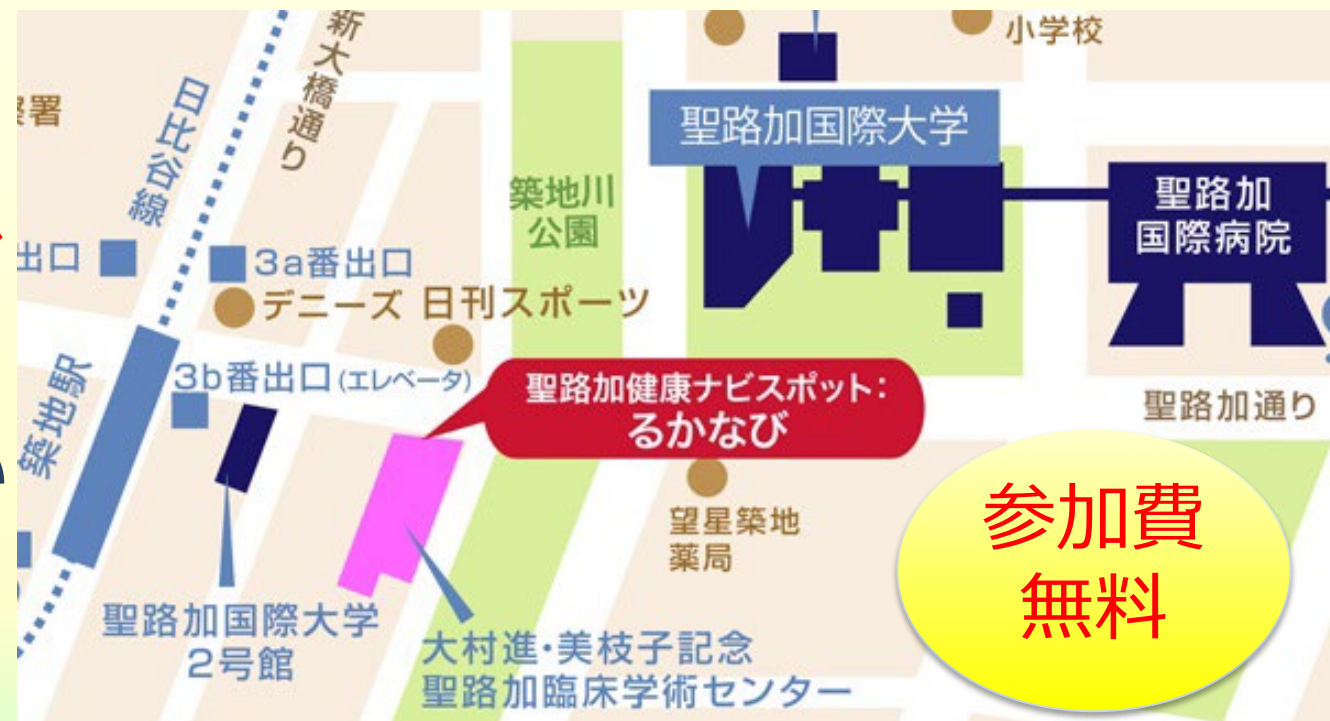 新大橋通り
小学校
察署
日比谷線
聖路加国際大学
築地川
公園
聖路加
国際病院
出口
3a番出口
デニーズ
日刊スポーツ
3b番出口(エレベータ)
築地駅
聖路加健康ナビスポット：
るかなび
聖路加通り
望星築地
薬局
参加費
無料
聖路加国際大学
2号館
大村進・美枝子記念
聖路加臨床学術センター